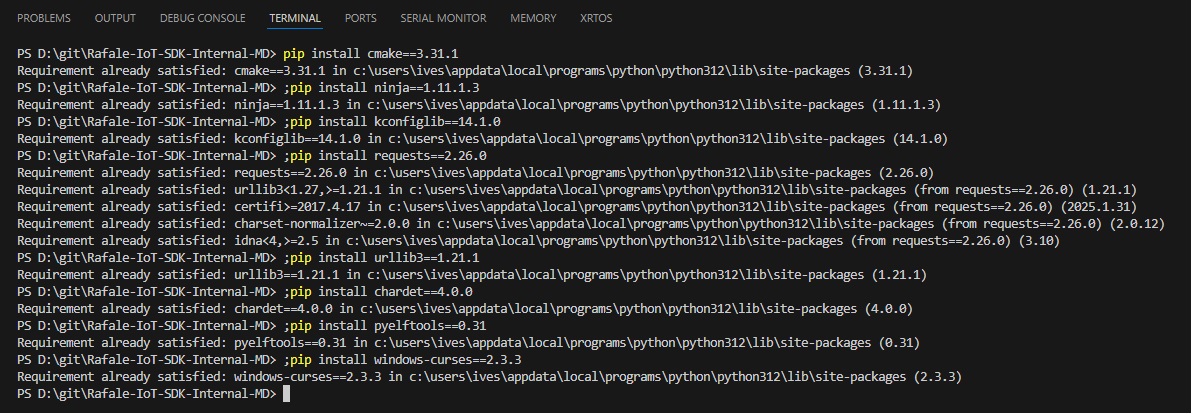 PROBLEMS OUTPUT DEBUG CONSOLE TERMINAL PORTS SERIAL MONITOR MEMORY XRTOS
PS D:\git\Rafale-IoT-SDK-Internal-MD> pip install cmake==3.31.1
Requirement already satisfied: cmake==3.31.1 in c:\users\ives\appdata\local\programs\python\python312\lib\site-packages (3.31.1)
PS D:\git\Rafale-IoT-SDK-Internal-MD> ;pip install ninja==1.11.1.3
Requirement already satisfied: ninja==1.11.1.3 in c:\users\ives\appdata\local\programs\python\python312\lib\site-packages (1.11.1.3)
PS D:\git\Rafale-IoT-SDK-Internal-MD> ;pip install kconfiglib==14.1.0
Requirement already satisfied: kconfiglib==14.1.0 in c:\users\ives\appdata\local\programs\python\python312\lib\site-packages (14.1.0)
PS D:\git\Rafale-IoT-SDK-Internal-MD> ;pip install requests==2.26.0
Requirement already satisfied: requests==2.26.0 in c:\users\ives\appdata\local\programs\python\python312\lib\site-packages (2.26.0)
Requirement already satisfied: urllib3<1.27,>=1.21.1 in c:\users\ives\appdata\local\programs\python\python312\lib\site-packages (from requests==2.26.0) (1.21.1)
Requirement already satisfied: certifi>=2017.4.17 in c:\users\ives\appdata\local\programs\python\python312\lib\site-packages (from requests==2.26.0) (2025.1.31)
Requirement already satisfied: charset-normalizer~=2.0.0 in c:\users\ives\appdata\local\programs\python\python312\lib\site-packages (from requests==2.26.0) (2.0.12)
Requirement already satisfied: idna<4,>=2.5 in c:\users\ives\appdata\local\programs\python\python312\lib\site-packages (from requests==2.26.0) (3.10)
PS D:\git\Rafale-IoT-SDK-Internal-MD> ;pip install urllib3==1.21.1
Requirement already satisfied: urllib3==1.21.1 in c:\users\ives\appdata\local\programs\python\python312\lib\site-packages (1.21.1)
PS D:\git\Rafale-IoT-SDK-Internal-MD> ;pip install chardet==4.0.0
Requirement already satisfied: chardet==4.0.0 in c:\users\ives\appdata\local\programs\python\python312\lib\site-packages (4.0.0)
PS D:\git\Rafale-IoT-SDK-Internal-MD> ;pip install pyelftools==0.31
Requirement already satisfied: pyelftools==0.31 in c:\users\ives\appdata\local\programs\python\python312\lib\site-packages (0.31)
PS D:\git\Rafale-IoT-SDK-Internal-MD> ;pip install windows-curses==2.3.3
Requirement already satisfied: windows-curses==2.3.3 in c:\users\ives\appdata\local\programs\python\python312\lib\site-packages (2.3.3)
PS D:\git\Rafale-IoT-SDK-Internal-MD>